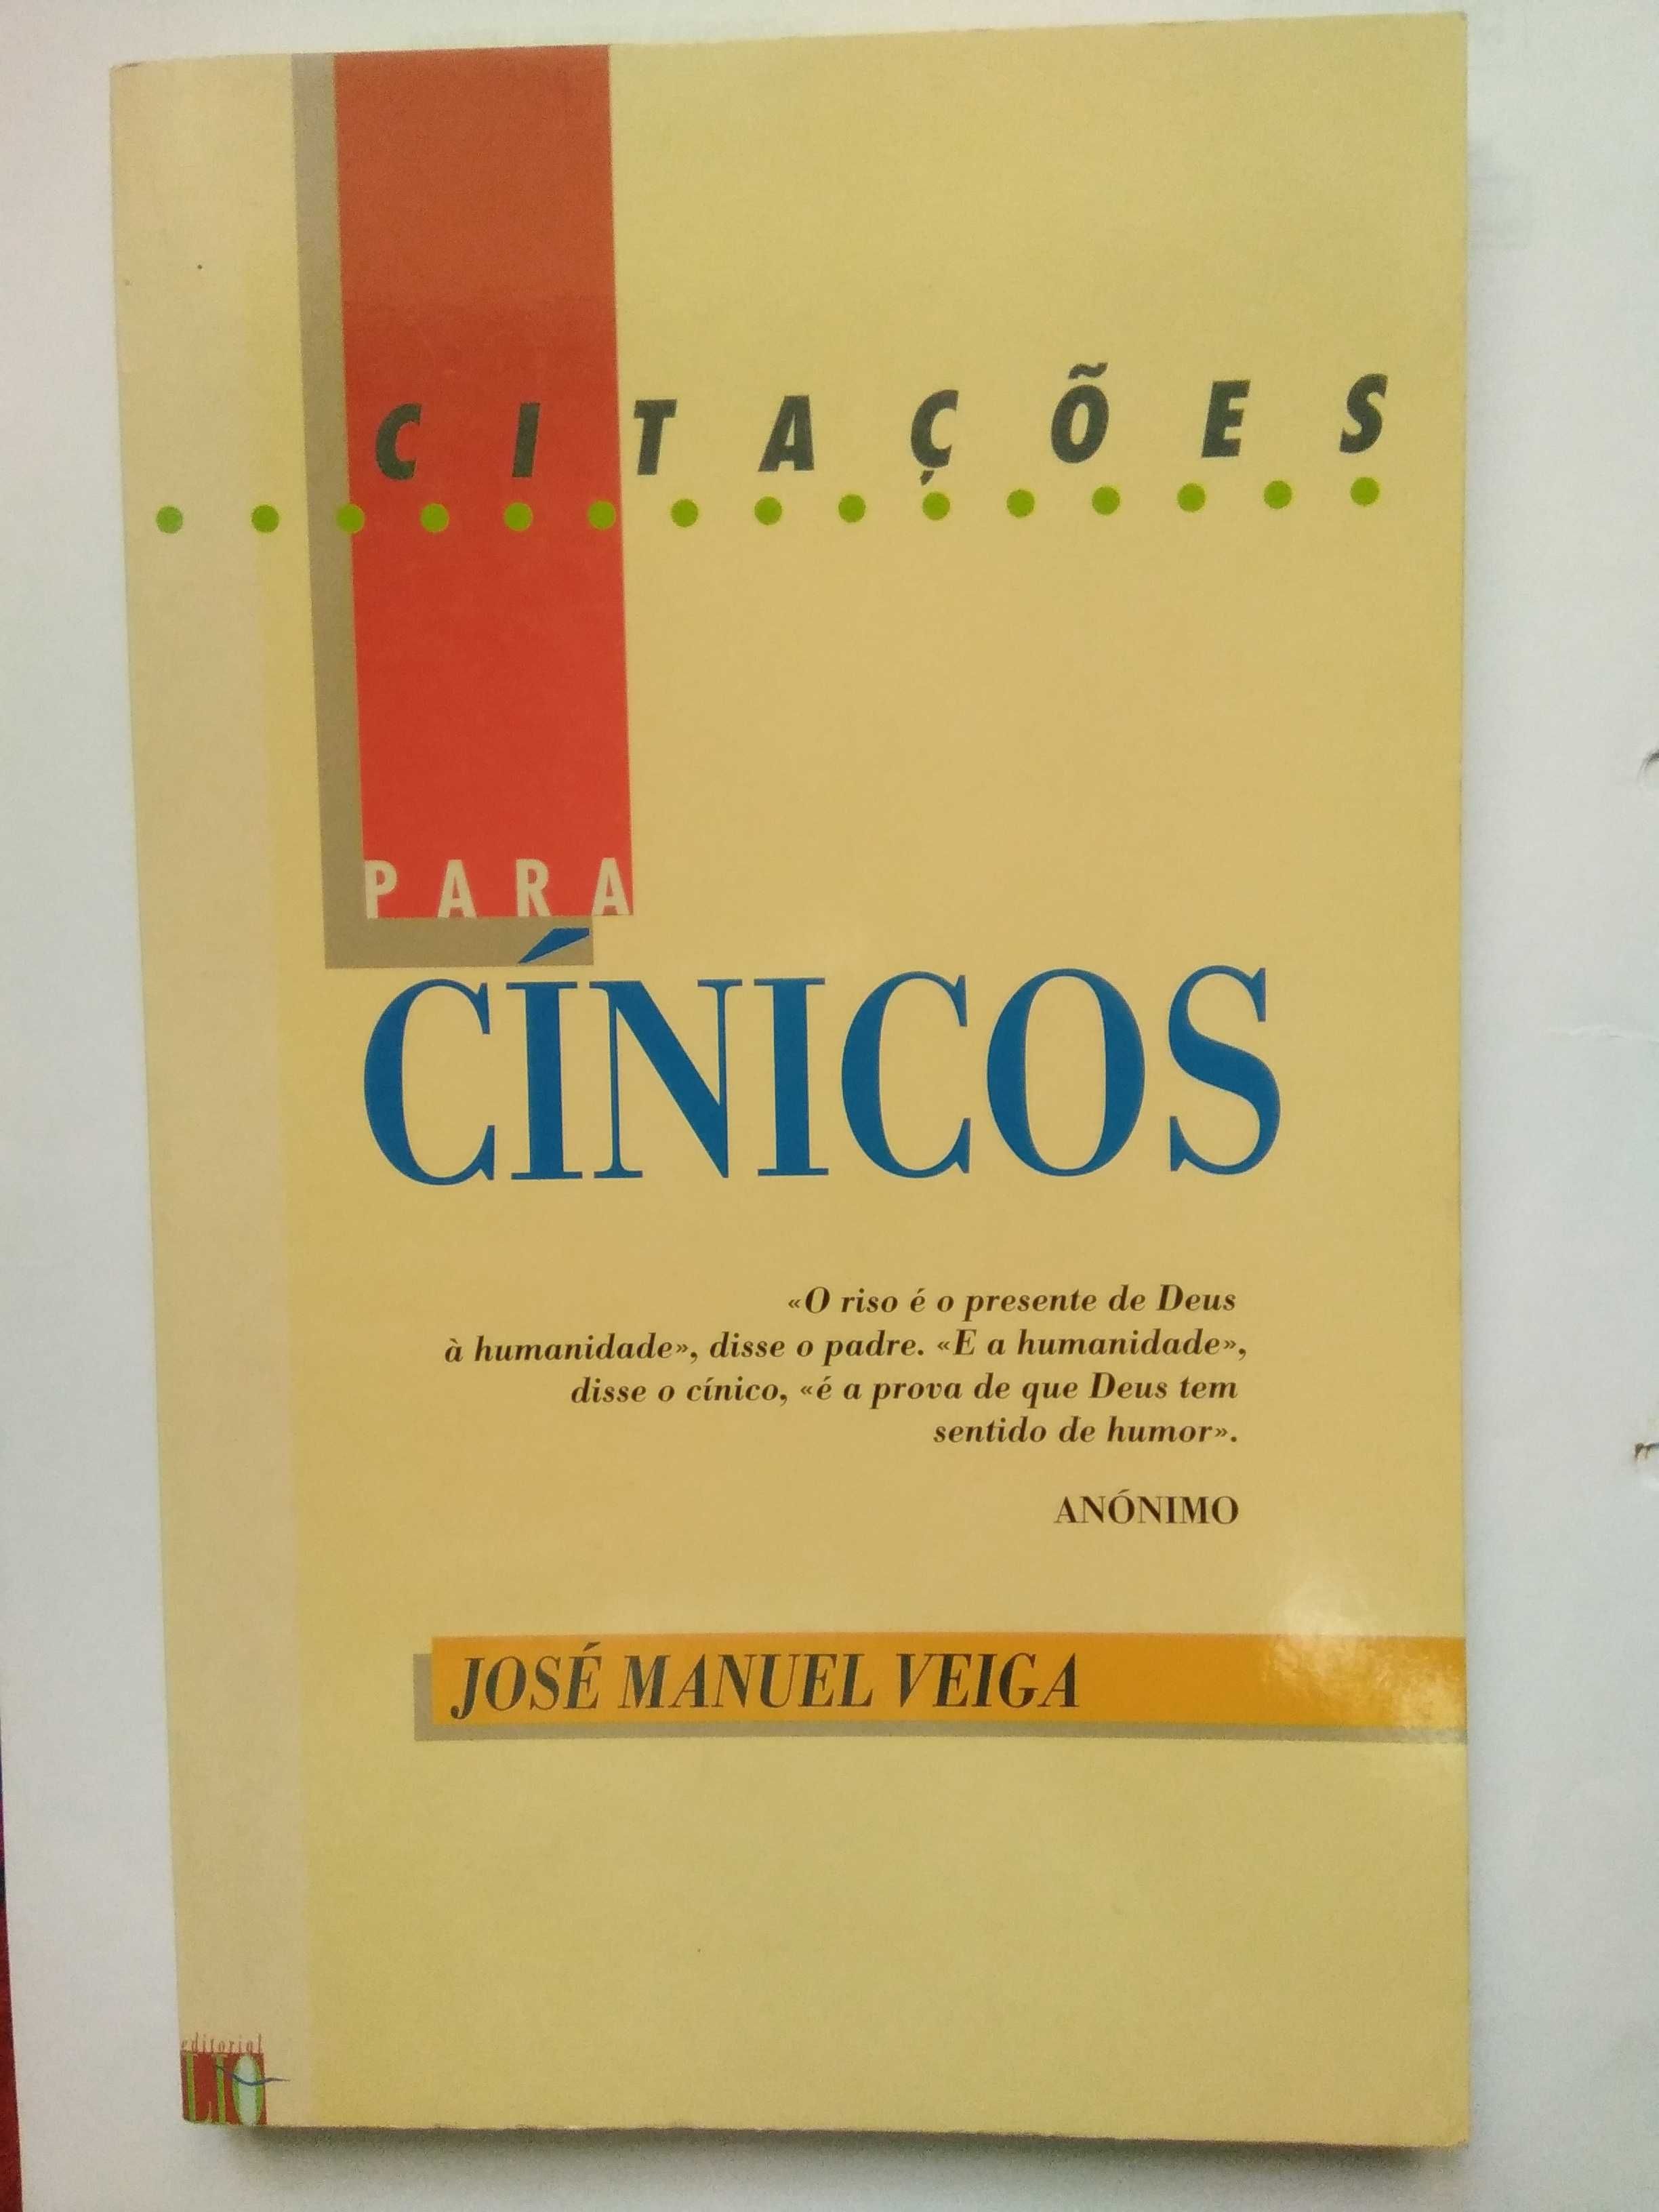 CITAÇÕES
PARA
CÍNICOS
«O riso é o presente de Deus
à humanidade», disse o padre. «E a humanidade»,
disse o cínico, «é a prova de que Deus tem
sentido de humor».
ANÓNIMO
JOSÉ MANUEL VEIGA
editorial
LIO